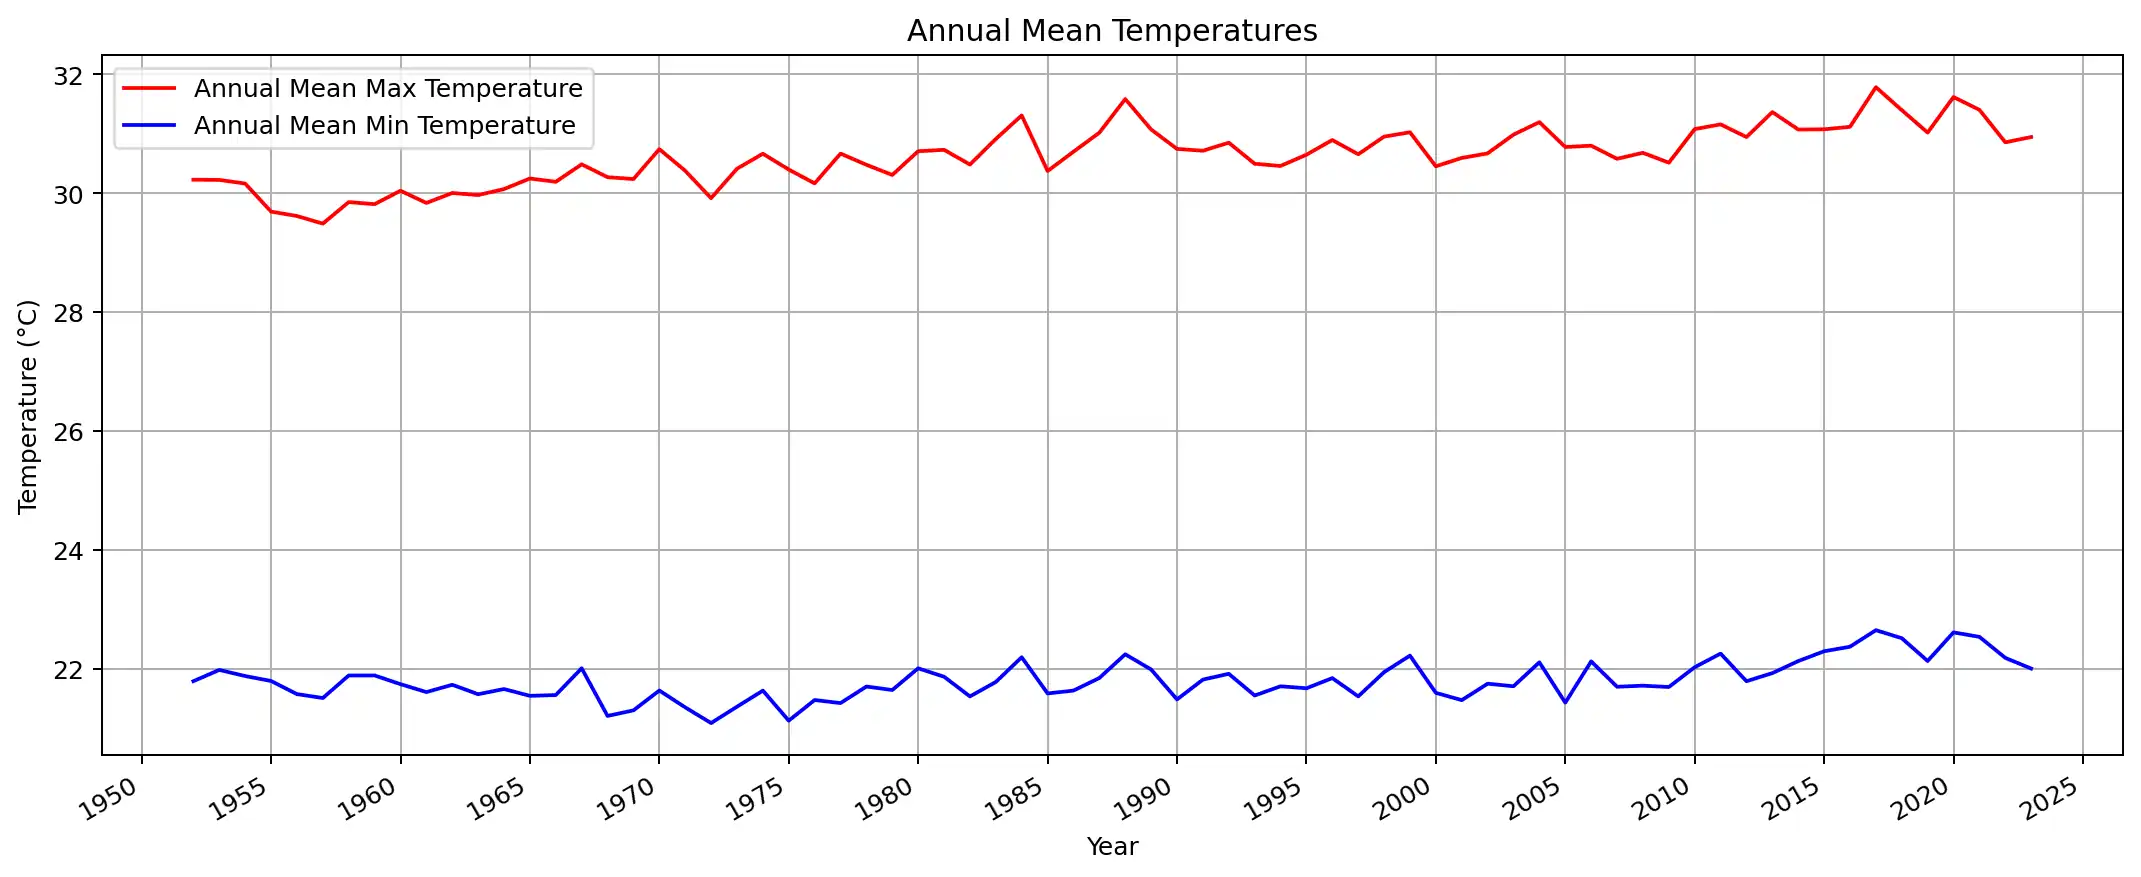 Annual Mean Temperatures
Annual Mean Max Temperature
Annual Mean Min Temperature
Temperature (°C)
32
30
28
26
24
22
1950 1955 1960 1965 1970 1975 1980 1985 1990 1995 2000 2005 2010 2015 2020 2025
Year